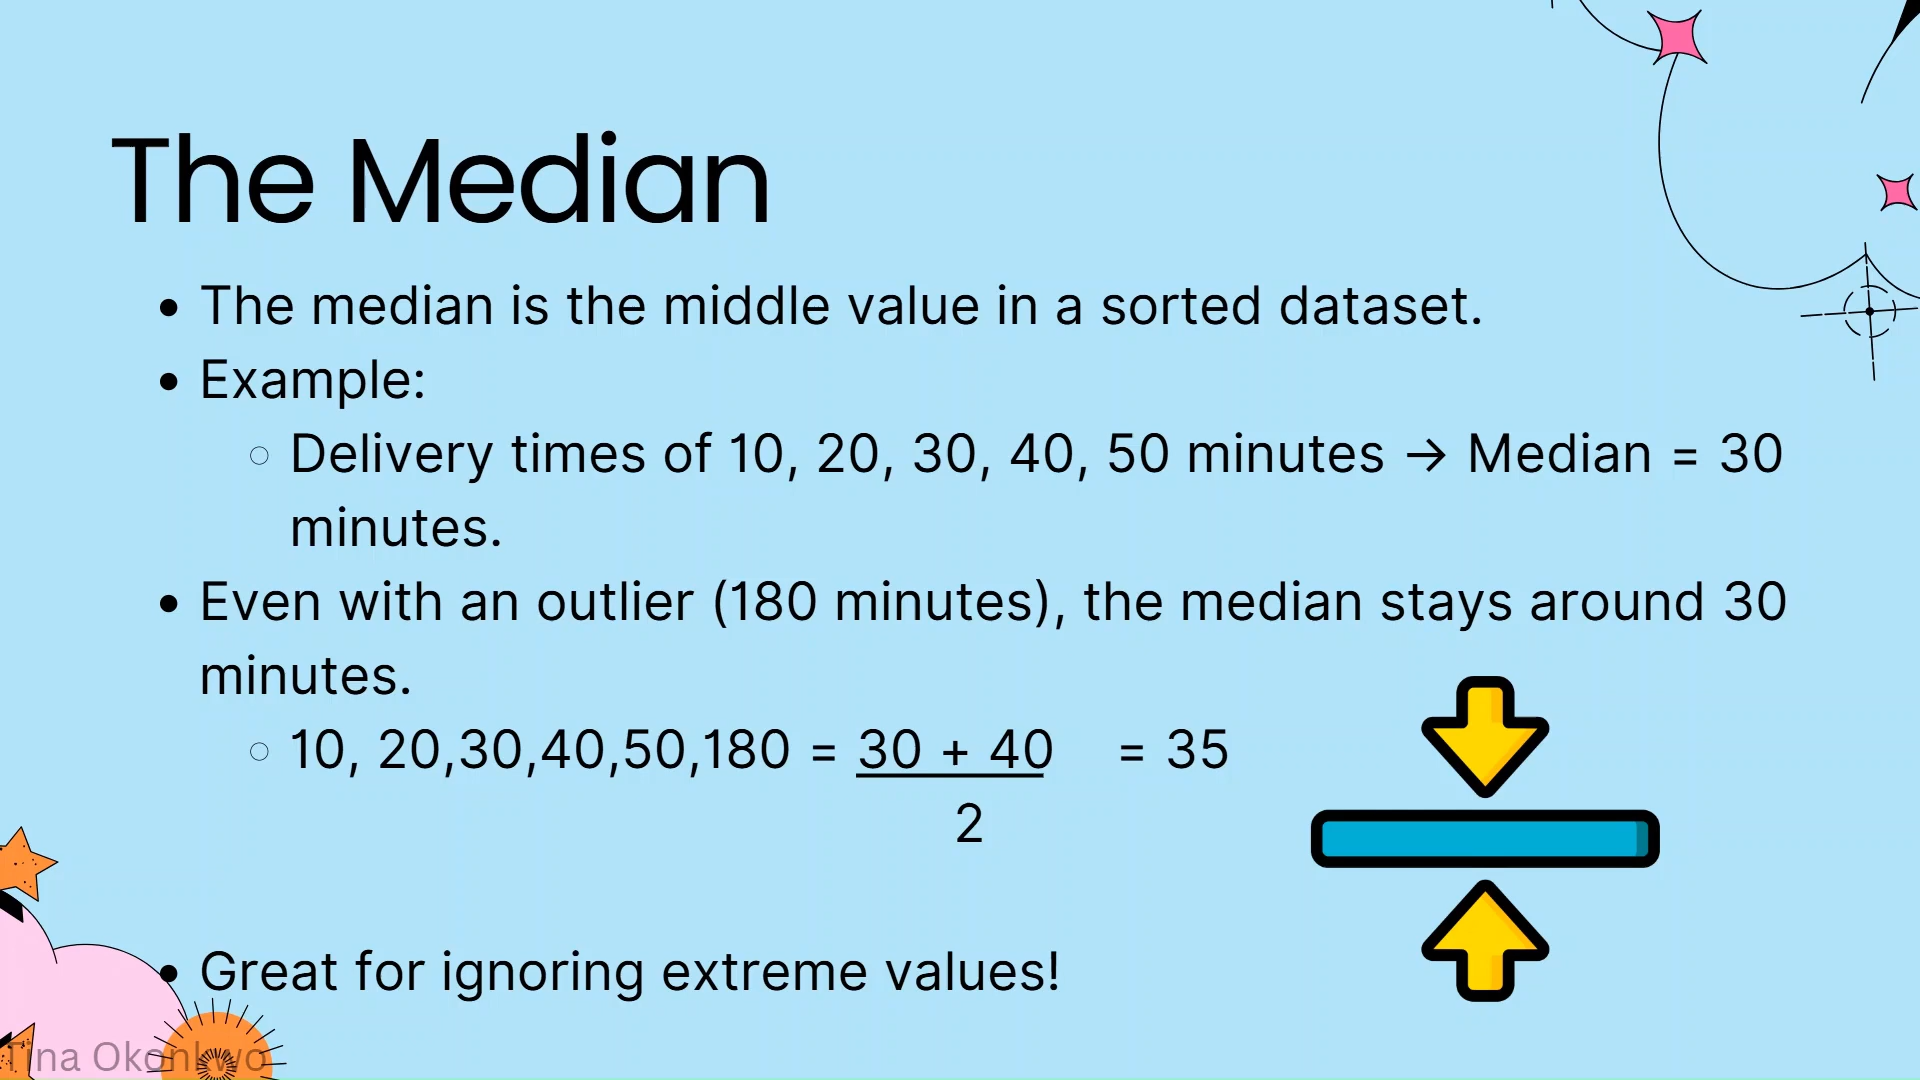 The Median
• The median is the middle value in a sorted dataset.
• Example:
○ Delivery times of 10, 20, 30, 40, 50 minutes → Median = 30
minutes.
• Even with an outlier (180 minutes), the median stays around 30
minutes.
○ 10, 20,30,40,50,180 = 30 + 40 = 35
2
• Great for ignoring extreme values!
Tina Okonkwo